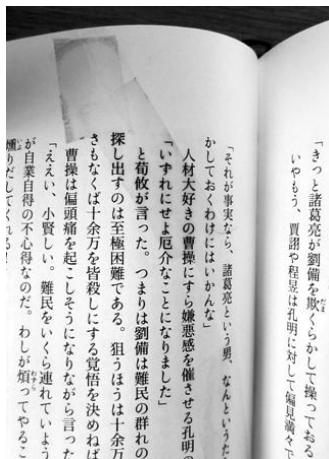 「きっと諸葛亮が劉備を欺くらかして操っておる
いやもう、賈詡や程昱は孔明に対して偏見満々で
「それが事実なら、諸葛亮という男、なんというた
かしておくわけにはいかんな」
人材大好きの曹操にすら嫌悪感を催させる孔明の
「いずれにせよ厄介なことになりました」
と荀攸が言った。つまりは劉備は難民の群れの
探し出すのは至極困難である。狙うほうは十余万
さもなくば十余万を皆殺しにする覚悟を決めねば
曹操は偏頭痛を起こしそうになりながら言った
「ええい、小賢しい。難民をいくら連れていよう
が自業自得の不心得なのだ。わしが煩ってやるこ
燻りだしてくれる！